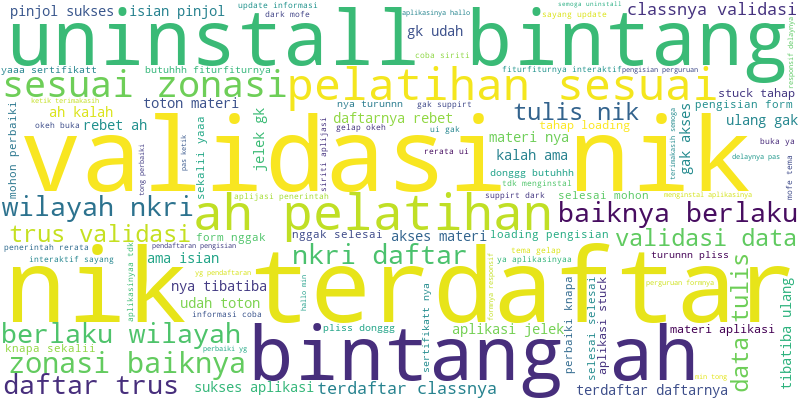 pinjol sukses
isian pinjol
update informasi
dark mofe
aplikasinya hallo
gk udah
coba siriti
semoga uninstall
sayang update
classnya validasi
uninstall bintang
responsif delaynya
yaaa sertifikatt
butuhhh fiturfiturnya
fiturfiturnya interaktif
pengisian perguruan
sesuai zonasi
pelatihan sesuai
stuck tahap
ketik terimakasih
ah kalah
toton materi
nya turunnn
gak suppirt
tulis nik
pengisian form
okeh buka
rebet ah
daftarnya rebet
gelap okeh
ui gak
tahap loading
ulang gak
mohon perbaiki
tong perbaiki
pas ketik
sekalii yaaa
jelek gk
siriti aplijasi
rerata ui
materi nya
kalah ama
gak akses
terimakasih semoga
buka ya
delaynya pas
mofe tema
validasi nik
donggg butuhhh
tdk menginstal
aplijasi penerintah
suppirt dark
selesai mohon
menginstal aplikasinya
wilayah nkri
ah pelatihan
baiknya berlaku
trus validasi
form nggak
pendaftaran pengisian
nggak selesai
akses materi
loading pengisian
validasi data
penerintah rerata
interaktif sayang
aplikasinyaa tdk
ama isian
yg pendaftaran
nkri daftar
tema gelap
ya aplikasinyaa
turunnn pliss
nik terdaftar
nya tibatiba
hallo min
formnya responsif
perguruan formnya
udah toton
informasi coba
berlaku wilayah
pliss donggg
sertifikatt nya
aplikasi jelek
perbaiki knapa
selesai selesai
aplikasi stuck
materi aplikasi
data tulis
tibatiba ulang
knapa sekalii
perbaiki yg
zonasi baiknya
bintang ah
min tong
daftar trus
sukses aplikasi
terdaftar classnya
terdaftar daftarnya